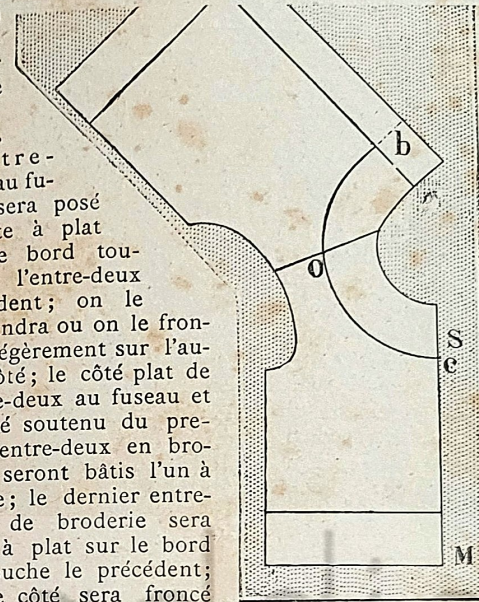 tre-
au fu-
sera posé
à plat
bord tou-
l'entre-deux
dent; on le
ndra ou on le fron-
égèrement sur l'au-
ôté; le côté plat de
e-deux au fuseau et
é soutenu du pre-
entre-deux en bro-
seront bâtis l'un à
e; le dernier entre-
de broderie sera
à plat sur le bord
uche le précédent;
côté sera froncé
b
O
S
c
M